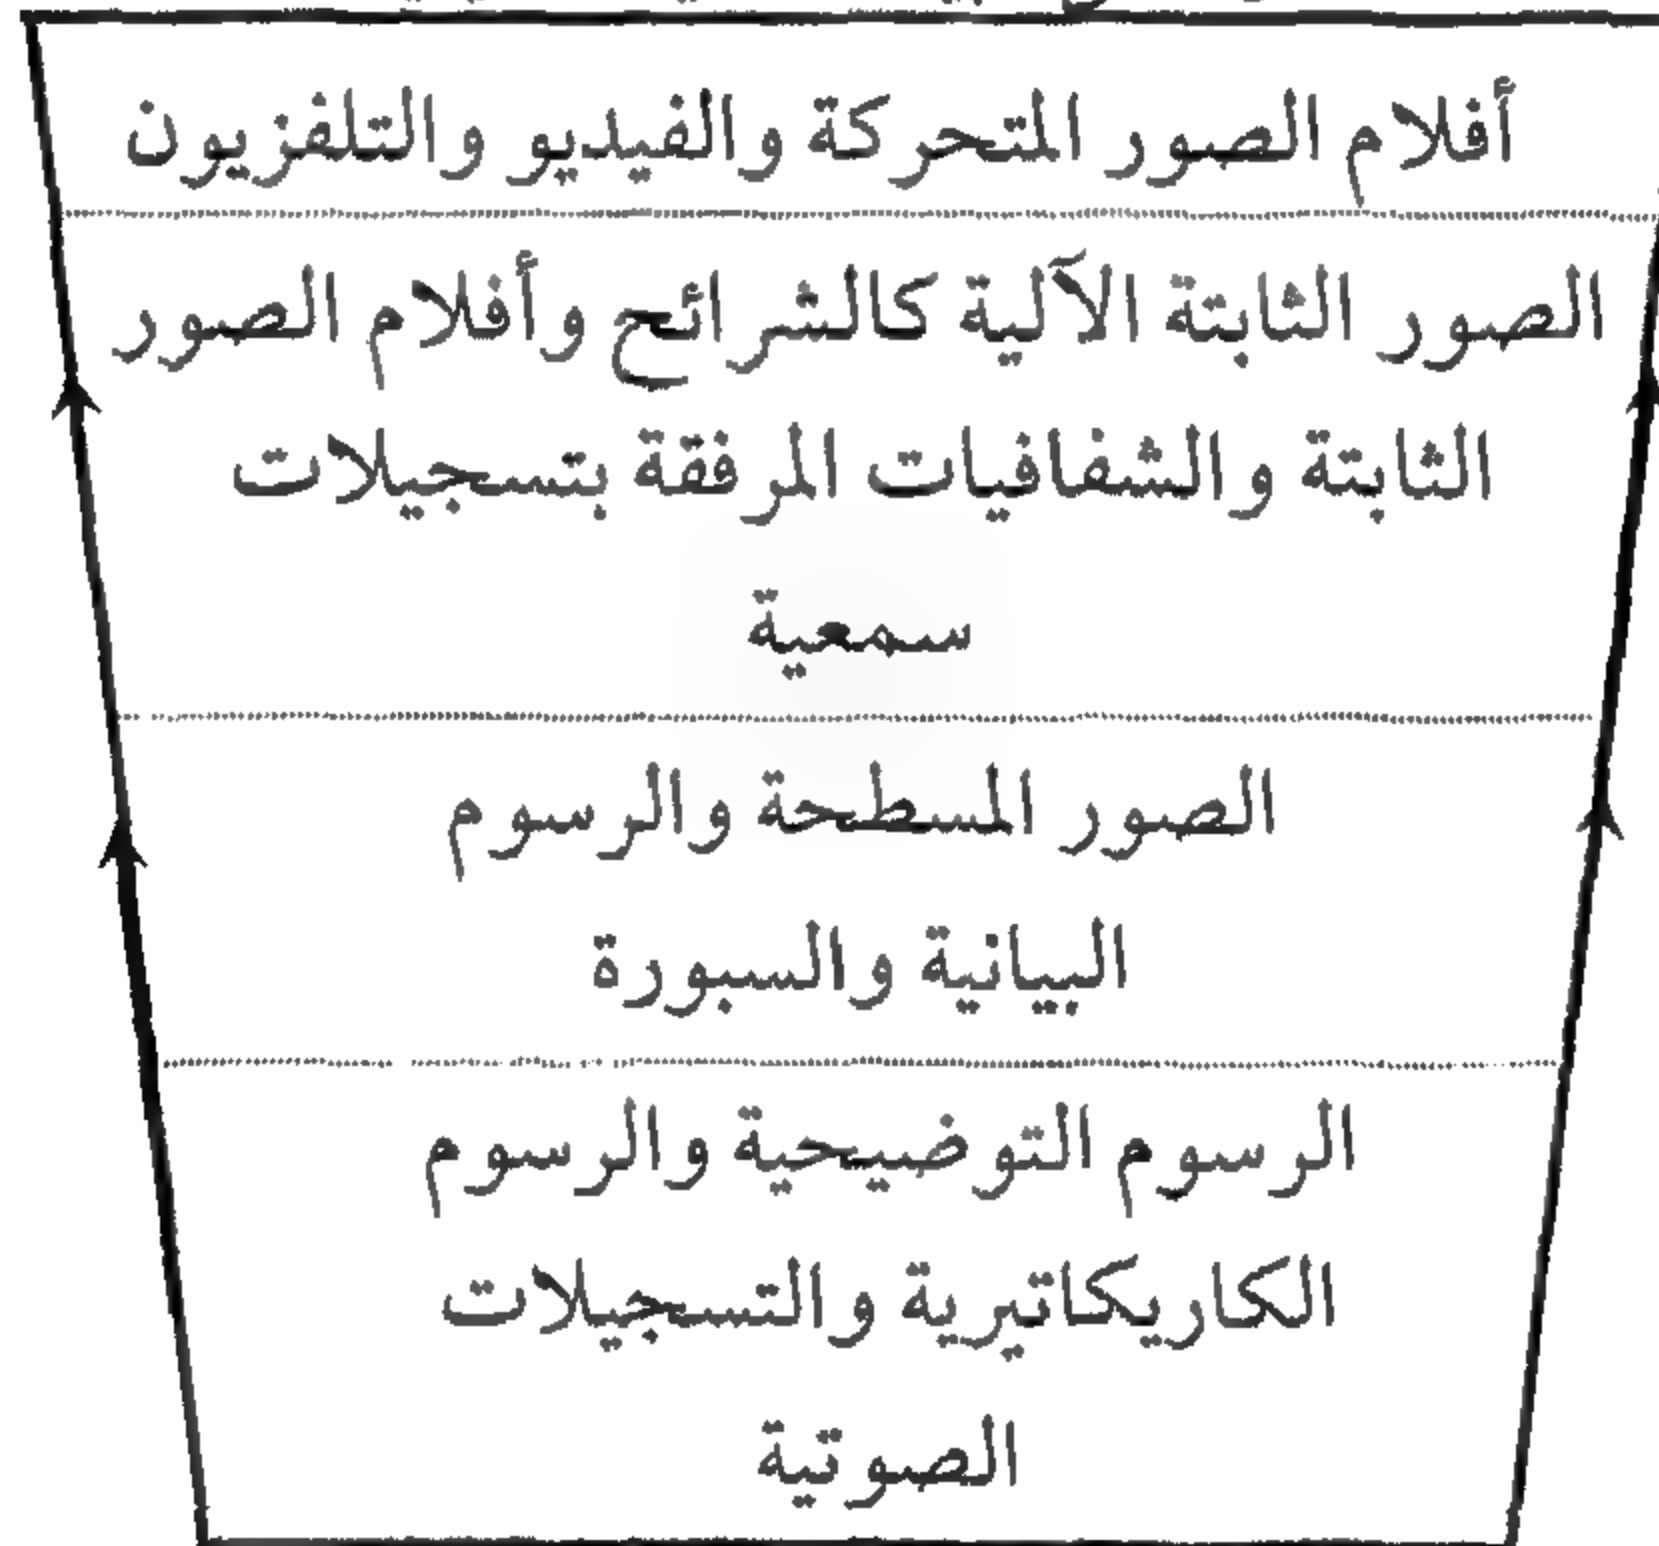 أفلام الصور المتحركة والفيديو والتلفزيون
الصور الثابتة الآلية كالشرائح وأفلام الصور
الثابتة والشفافيات المرفقة بتسجيلات
سمعية
الصور المسطحة والرسوم
البيانية والسبورة
الرسوم التوضيحية والرسوم
الكاريكاتيرية والتسجيلات
الصوتية